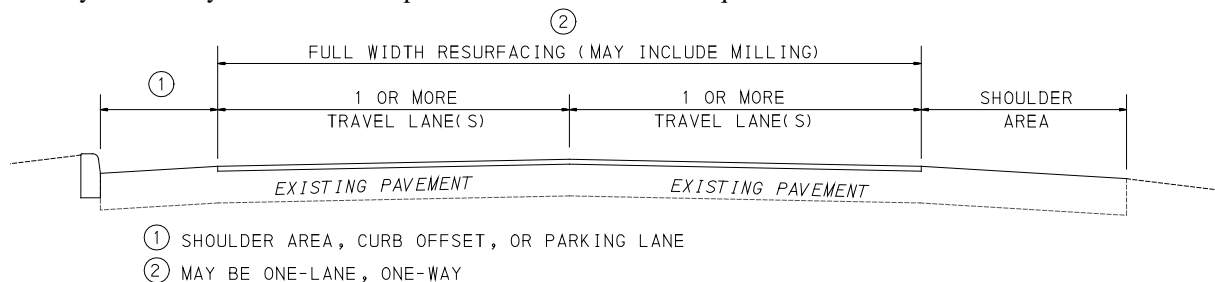 ②
FULL WIDTH RESURFACING (MAY INCLUDE MILLING)
①
1 OR MORE
TRAVEL LANE(S)
1 OR MORE
TRAVEL LANE(S)
SHOULDER
AREA
EXISTING PAVEMENT
EXISTING PAVEMENT
① SHOULDER AREA, CURB OFFSET, OR PARKING LANE
② MAY BE ONE-LANE, ONE-WAY